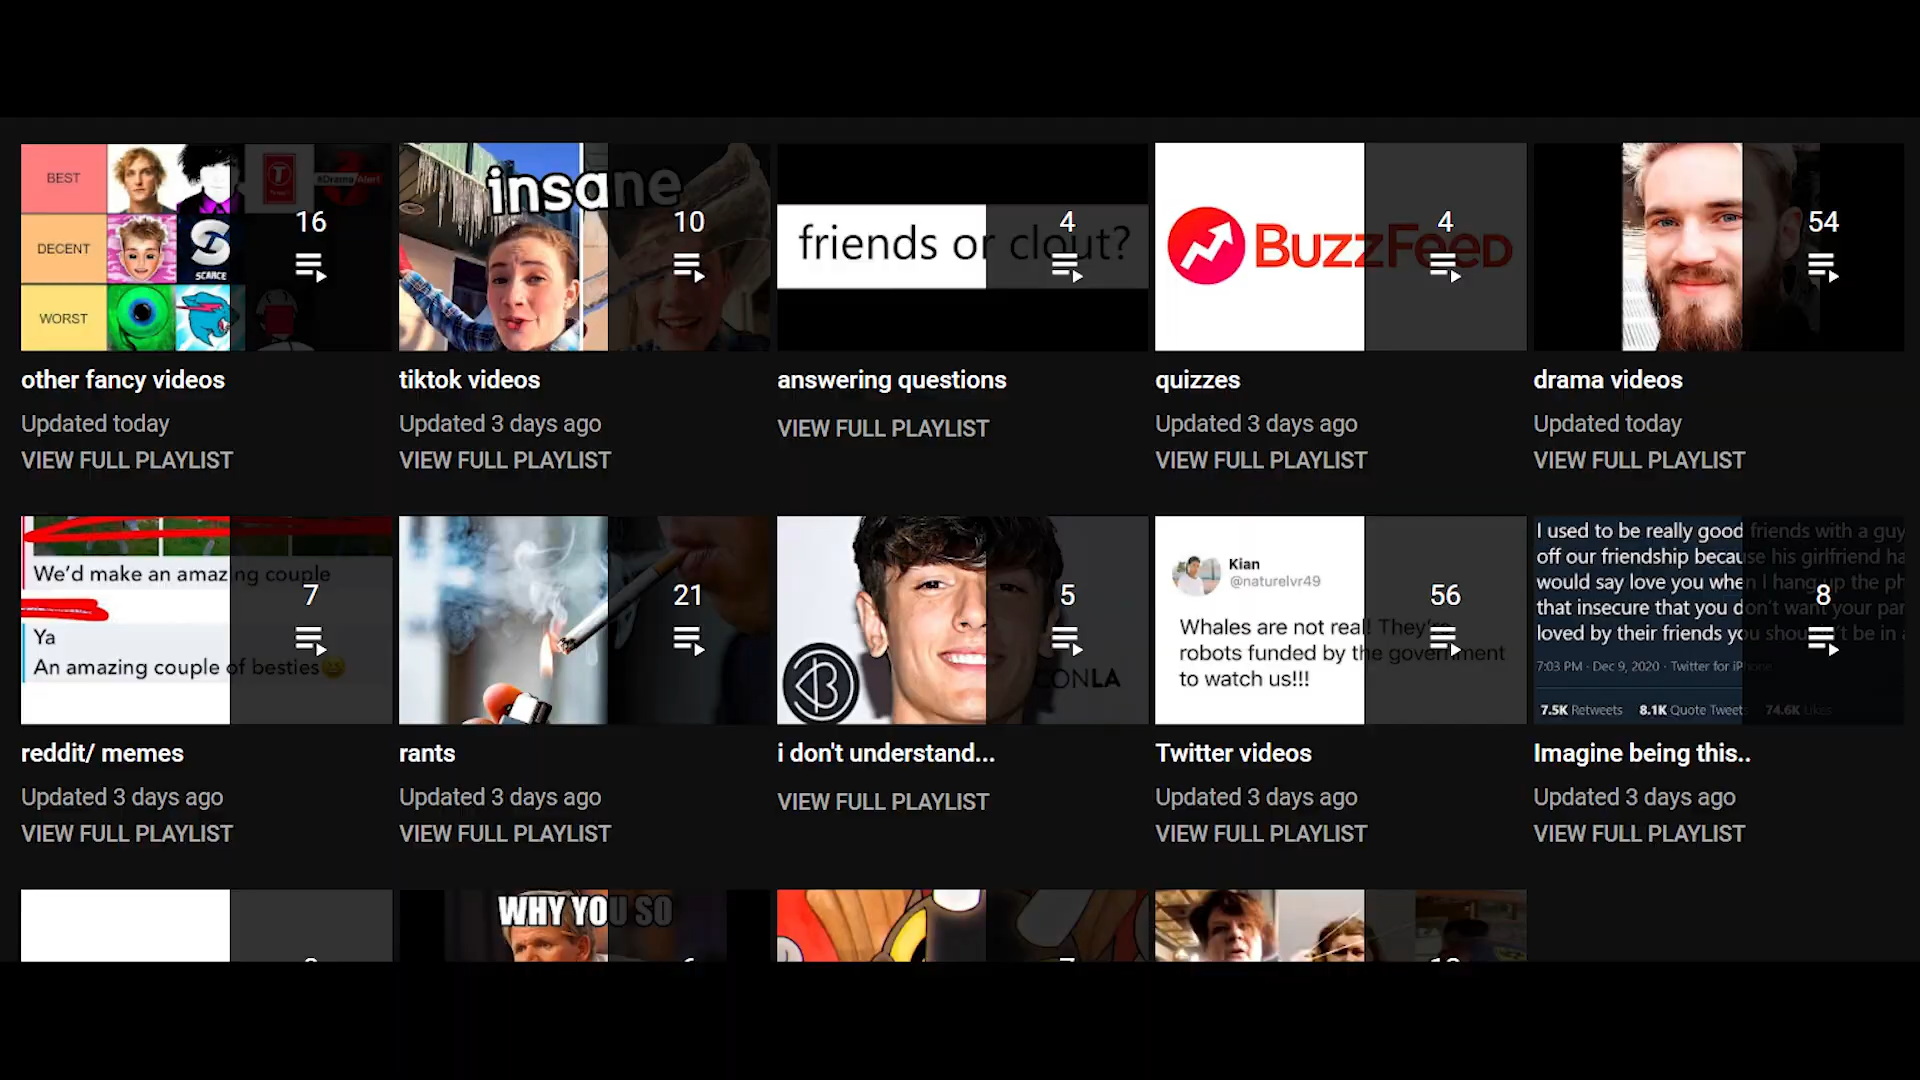 BEST
DECENT
WORST
SCARCE
#DramaAlert
16
insane
10
friends or clout?
4
BuzzFeed
4
54
other fancy videos
tiktok videos
answering questions
quizzes
drama videos
Updated today
Updated 3 days ago
Updated 3 days ago
Updated today
VIEW FULL PLAYLIST
VIEW FULL PLAYLIST
VIEW FULL PLAYLIST
VIEW FULL PLAYLIST
VIEW FULL PLAYLIST
We'd make an amazing couple
Ya
An amazing couple of besties
7
21
B
CONLA
5
Kian
@naturelvr49
Whales are not real! They're
robots funded by the government
to watch us!!!
56
I used to be really good friends with a guy
off our friendship because his girlfriend ha
would say love you when I hang up the ph
that insecure that you don't want your par
loved by their friends you shouldn't be in a
7:03 PM · Dec 9, 2020 · Twitter for iPhone
7.5K Retweets 8.1K Quote Tweets 74.6K Likes
8
reddit/ memes
rants
i don't understand...
Twitter videos
Imagine being this..
Updated 3 days ago
Updated 3 days ago
Updated 3 days ago
Updated 3 days ago
VIEW FULL PLAYLIST
VIEW FULL PLAYLIST
VIEW FULL PLAYLIST
VIEW FULL PLAYLIST
VIEW FULL PLAYLIST
WHY YOU SO